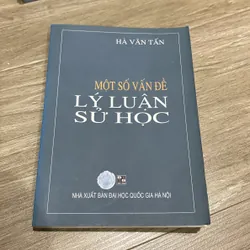 HÀ VĂN TẤN
MỘT SỐ VẤN ĐỀ
LÝ LUẬN
SỬ HỌC
NHÀ XUẤT BẢN ĐẠI HỌC QUỐC GIA HÀ NỘI